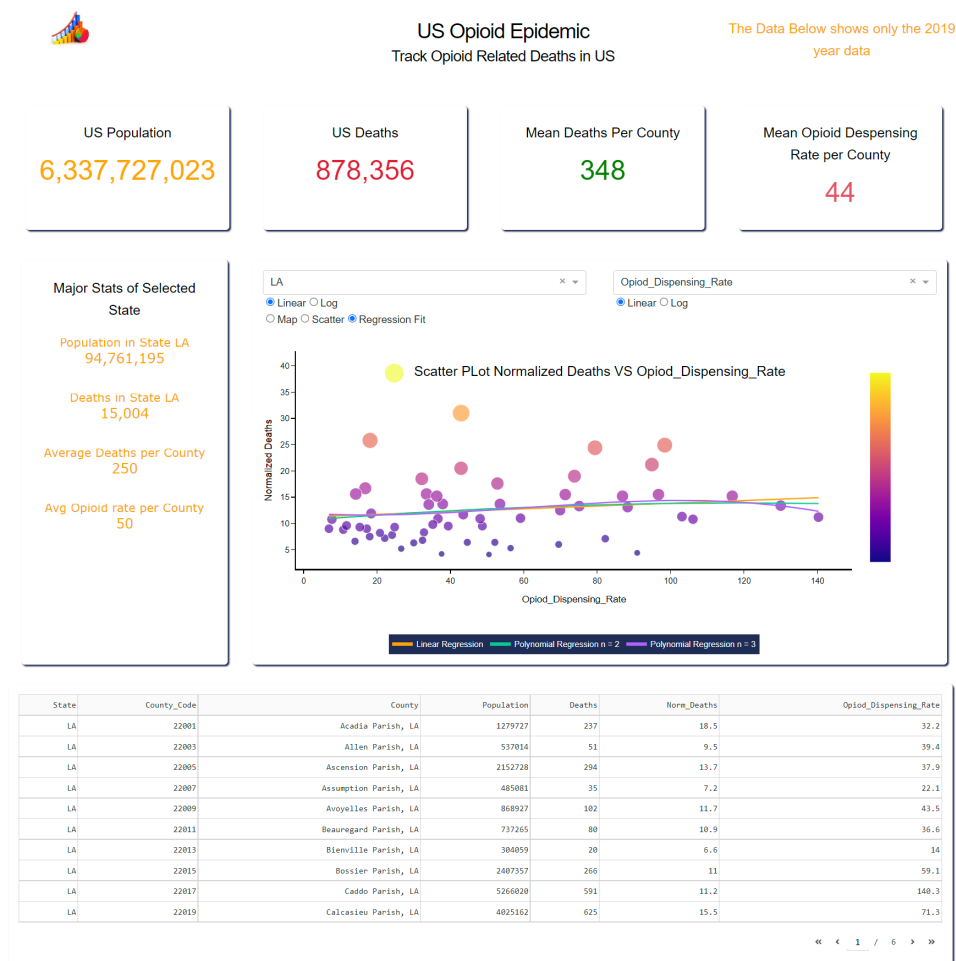 US Opioid Epidemic
Track Opioid Related Deaths in US
The Data Below shows only the 2019
year data
US Population
6,337,727,023
US Deaths
878,356
Mean Deaths Per County
348
Mean Opioid Despensing
Rate per County
44
Major Stats of Selected
State
Population in State LA
94,761,195
Deaths in State LA
15,004
Average Deaths per County
250
Avg Opioid rate per County
50
LA × Opiod_Dispensing_Rate ×
Linear Log Linear Log
Map Scatter Regression Fit
Scatter PLot Normalized Deaths VS Opiod_Dispensing_Rate
Normalized Deaths
40
35
30
25
20
15
10
5
0 20 40 60 80 100 120 140
Opiod_Dispensing_Rate
Linear Regression Polynomial Regression n = 2 Polynomial Regression n = 3
State County_Code County Population Deaths Norm_Deaths Opiod_Dispensing_Rate
LA 22001 Acadia Parish, LA 1279727 237 18.5 32.2
LA 22003 Allen Parish, LA 537014 51 9.5 39.4
LA 22005 Ascension Parish, LA 2152728 294 13.7 37.9
LA 22007 Assumption Parish, LA 485081 35 7.2 22.1
LA 22009 Avoyelles Parish, LA 868927 102 11.7 43.5
LA 22011 Beauregard Parish, LA 737265 80 10.9 36.6
LA 22013 Bienville Parish, LA 304059 20 6.6 14
LA 22015 Bossier Parish, LA 2407357 266 11 59.1
LA 22017 Caddo Parish, LA 5266020 591 11.2 140.3
LA 22019 Calcasieu Parish, LA 4025162 625 15.5 71.3
« ‹ 1 / 6 › »